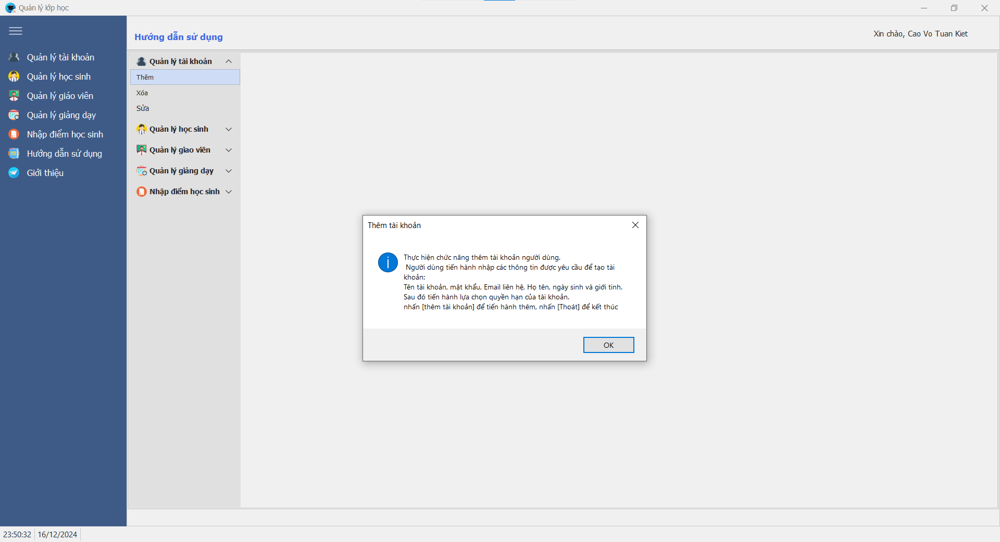 Quản lý lớp học
Quản lý tài khoản
Quản lý học sinh
Quản lý giáo viên
Quản lý giảng dạy
Nhập điểm học sinh
Hướng dẫn sử dụng
Giới thiệu
Hướng dẫn sử dụng
Xin chào, Cao Vo Tuan Kiet
Quản lý tài khoản
Thêm
Xóa
Sửa
Quản lý học sinh
Quản lý giao viên
Quản lý giảng dạy
Nhập điểm học sinh
Thêm tài khoản
Thực hiện chức năng thêm tài khoản người dùng.
Người dùng tiến hành nhập các thông tin được yêu cầu để tạo tài
khoản:
Tên tài khoản, mật khẩu, Email liên hệ, Họ tên, ngày sinh và giới tinh.
Sau đó tiến hành lựa chọn quyền hạn của tài khoản.
nhấn [thêm tài khoản] để tiến hành thêm, nhấn [Thoát] để kết thúc
OK
23:50:32 16/12/2024